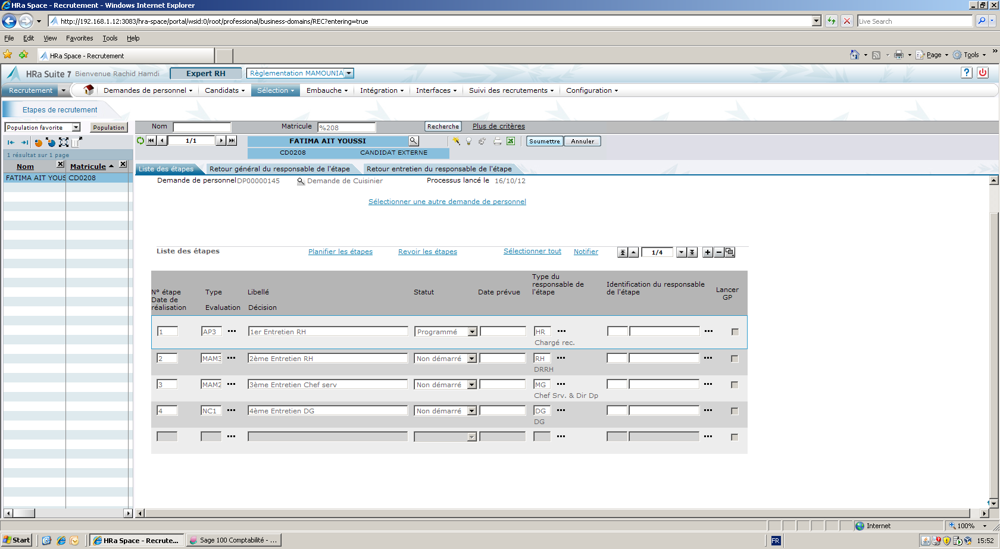 HRa Space - Recrutement - Windows Internet Explorer
http://192.168.1.12:3083/hra-space/portal/wsid:0/root/professional/business-domains/REC?entering=true
Live Search
File Edit View Favorites Tools Help
HRa Space - Recrutement
Page Tools
HRa Suite 7 Bienvenue Rachid Hamdi Expert RH Règlementation MAMOUNIA
Recrutement Demandes de personnel Candidats Sélection Embauche Intégration Interfaces Suivi des recrutements Configuration
Etapes de recrutement
Population favorite Population
Nom Matricule %208 Recherche Plus de critères
1/1 FATIMA AIT YOUSSI Soumettre Annuler
CD0208 CANDIDAT EXTERNE
1 résultat sur 1 page
Nom Matricule
FATIMA AIT YOUS CD0208
Liste des étapes Retour général du responsable de l'étape Retour entretien du responsable de l'étape
Demande de personnel DP00000145 Demande de Cuisinier Processus lancé le 16/10/12
Sélectionner une autre demande de personnel
Liste des étapes Planifier les étapes Revoir les étapes Sélectionner tout Notifier 1/4
N° étape Type Libellé Statut Date prévue Type du responsable de l'étape Identification du responsable de l'étape Lancer GP
Date de réalisation Evaluation Décision
1 AP3 1er Entretien RH Programmé HR
Chargé rec.
2 MAM3 2ème Entretien RH Non démarré RH
DRRH
3 MAM2 3ème Entretien Chef serv Non démarré MG
Chef Srv. & Dir Dp
4 NC1 4ème Entretien DG Non démarré DG
DG
Internet 100%
Start HRa Space - Recrute... Sage 100 Comptabilité - ... FR 15:52